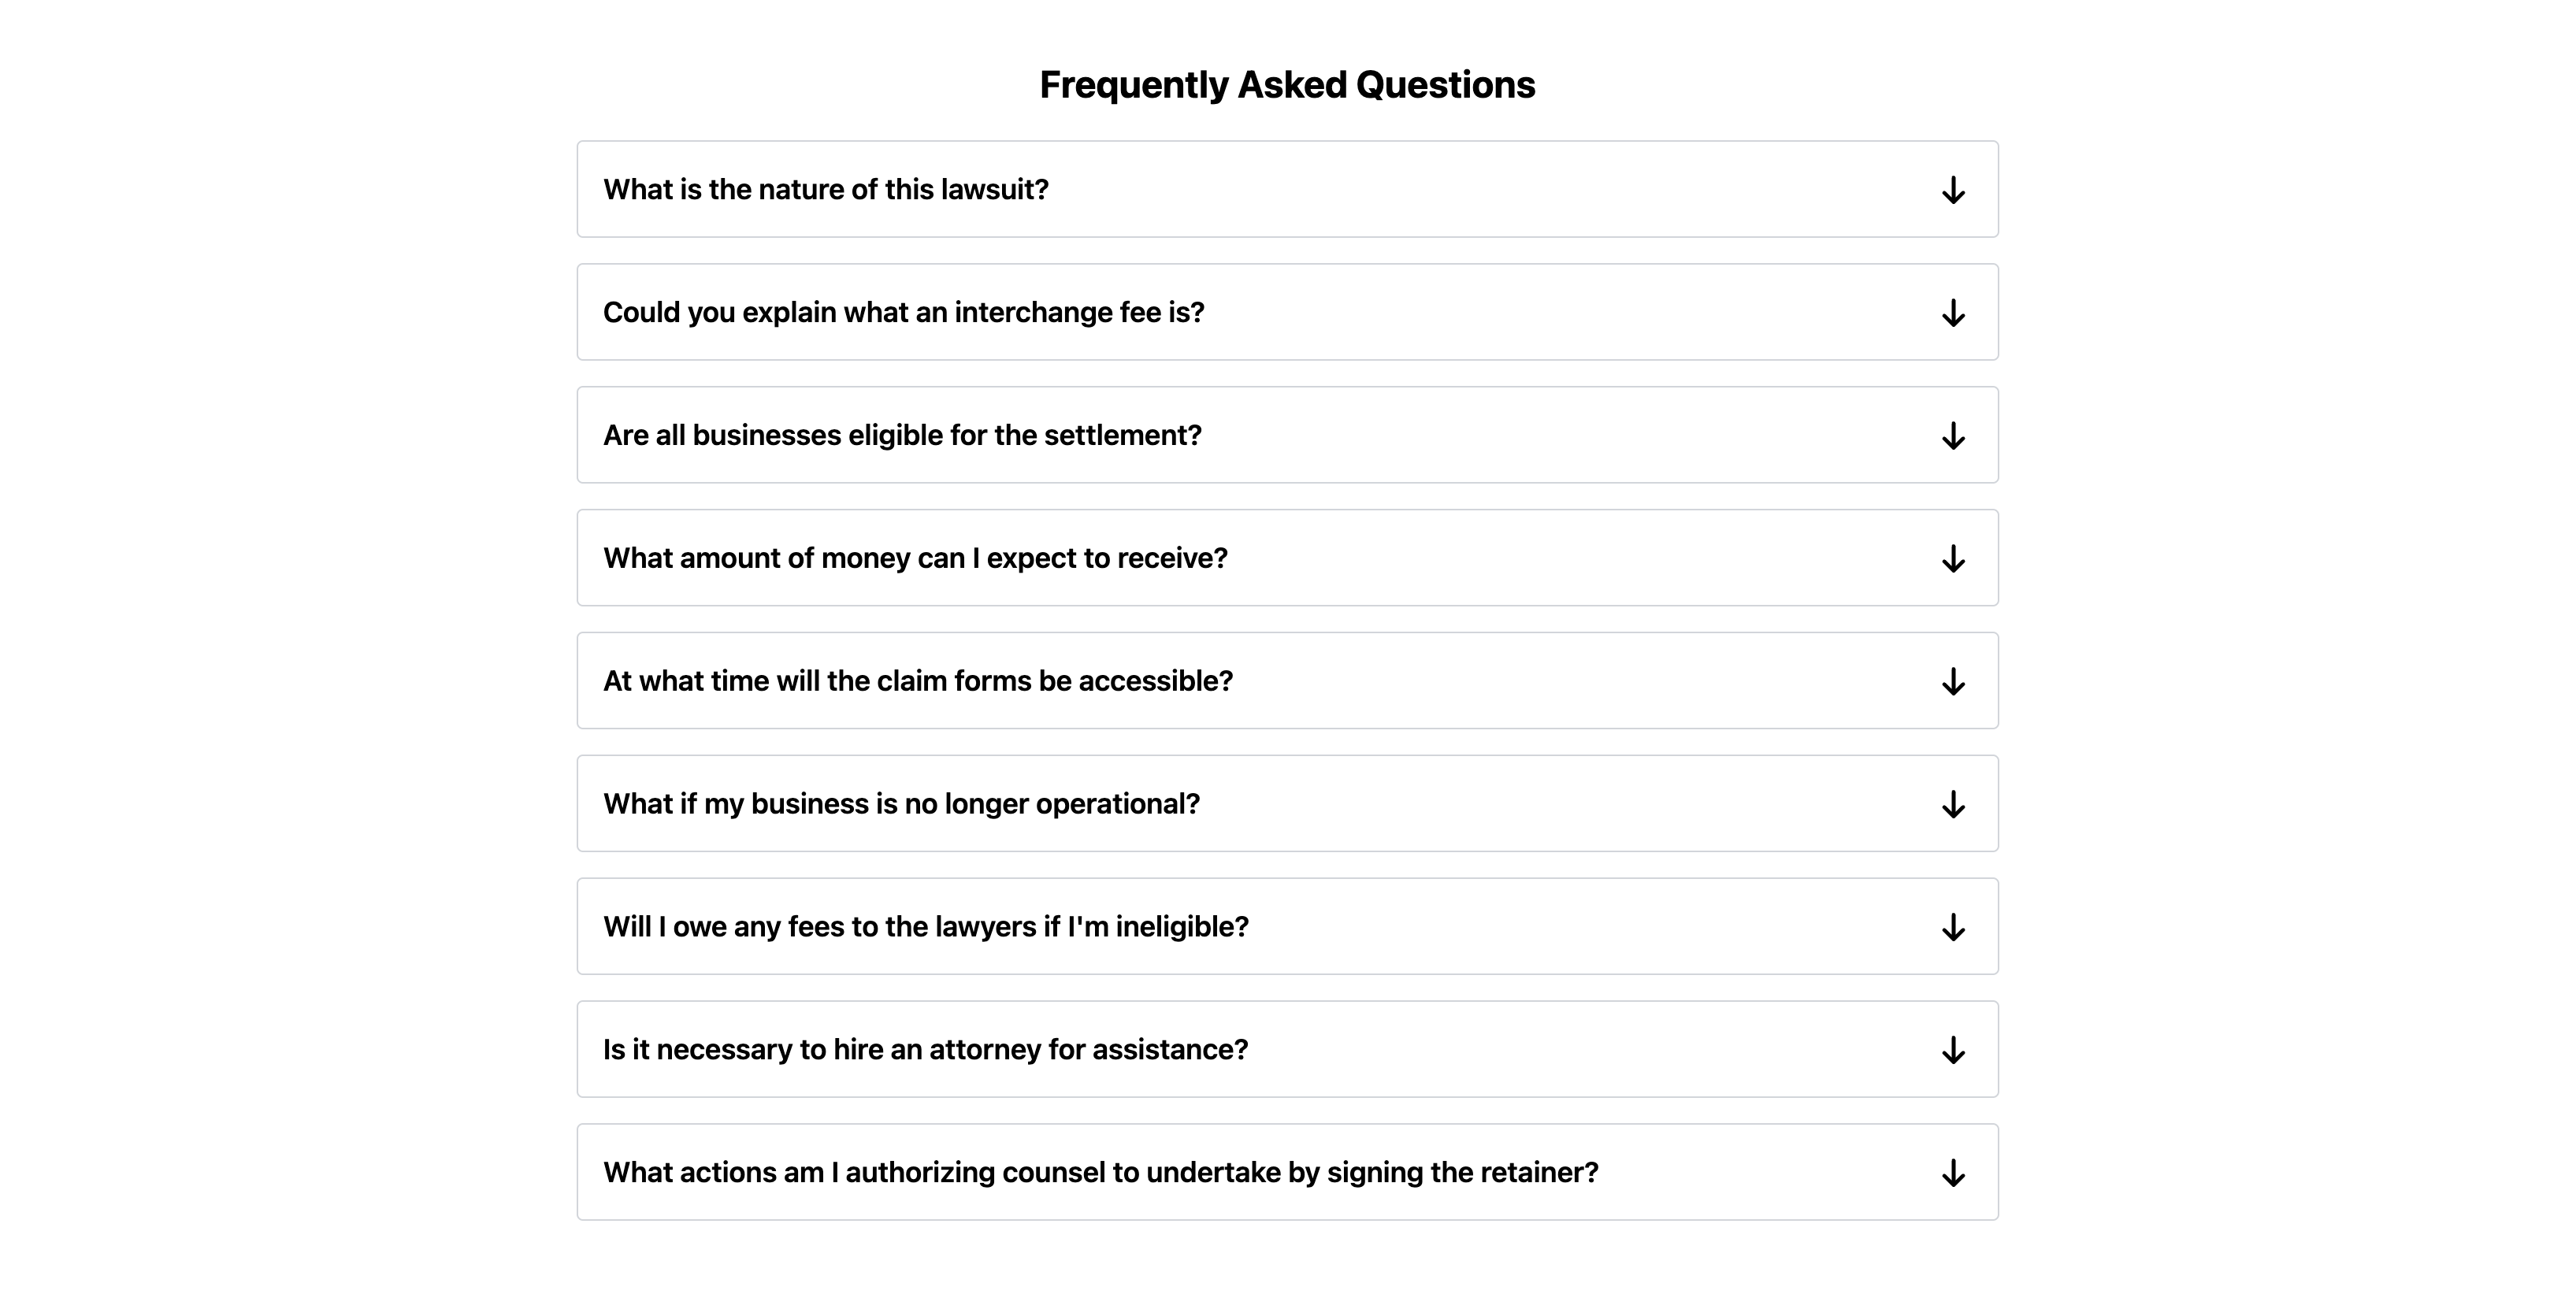 Frequently Asked Questions
What is the nature of this lawsuit?
Could you explain what an interchange fee is?
Are all businesses eligible for the settlement?
What amount of money can I expect to receive?
At what time will the claim forms be accessible?
What if my business is no longer operational?
Will I owe any fees to the lawyers if I'm ineligible?
Is it necessary to hire an attorney for assistance?
What actions am I authorizing counsel to undertake by signing the retainer?